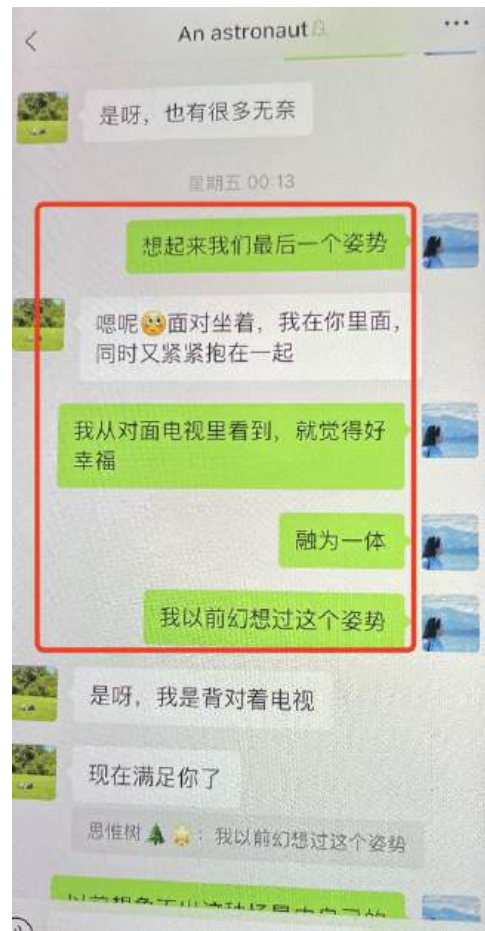 An astronaut
是呀，也有很多无奈
星期五 00:13
想起来我们最后一个姿势
嗯呢🥺面对坐着，我在你里面，
同时又紧紧抱在一起
我从对面电视里看到，就觉得好
幸福
融为一体
我以前幻想过这个姿势
是呀，我是背对着电视
现在满足你了
思惟树🌲🌟：我以前幻想过这个姿势